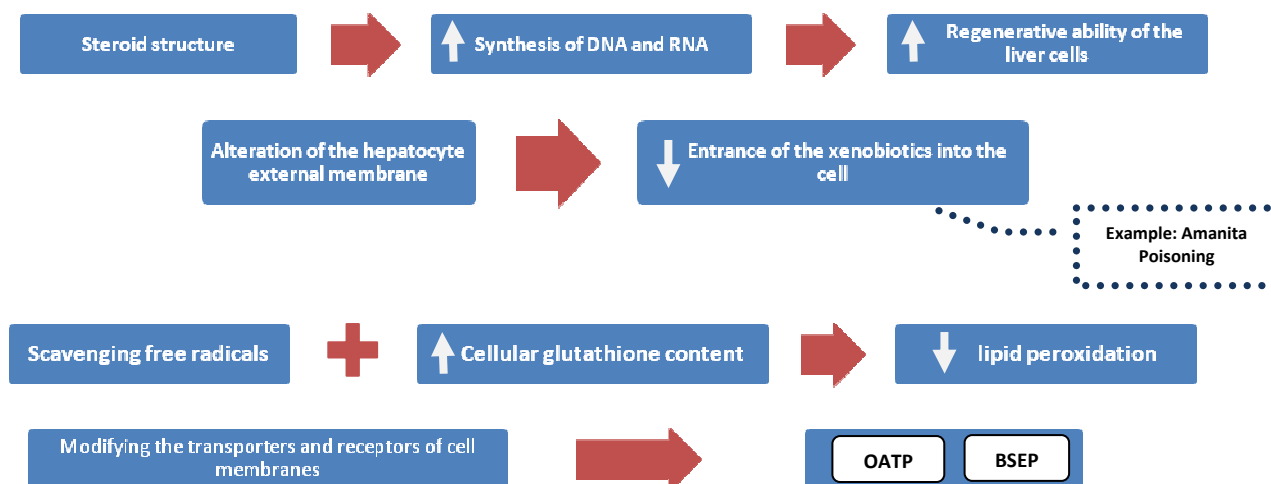 Steroid structure
Synthesis of DNA and RNA
Regenerative ability of the
liver cells
Alteration of the hepatocyte
external membrane
Entrance of the xenobiotics into the
cell
Example: Amanita
Poisoning
Scavenging free radicals
Cellular glutathione content
lipid peroxidation
Modifying the transporters and receptors of cell
membranes
OATP
BSEP